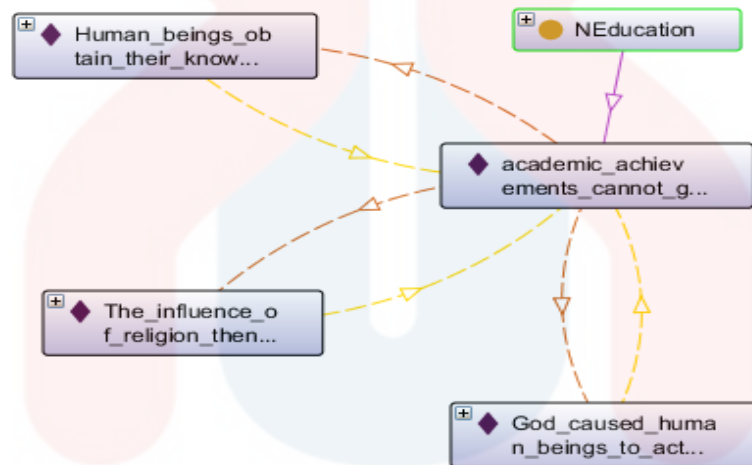 Human_beings_ob
tain_their_know...
NEducation
academic_achiev
ements_cannot_g...
The_influence_o
f_religion_then...
God_caused_huma
n_beings_to_act...